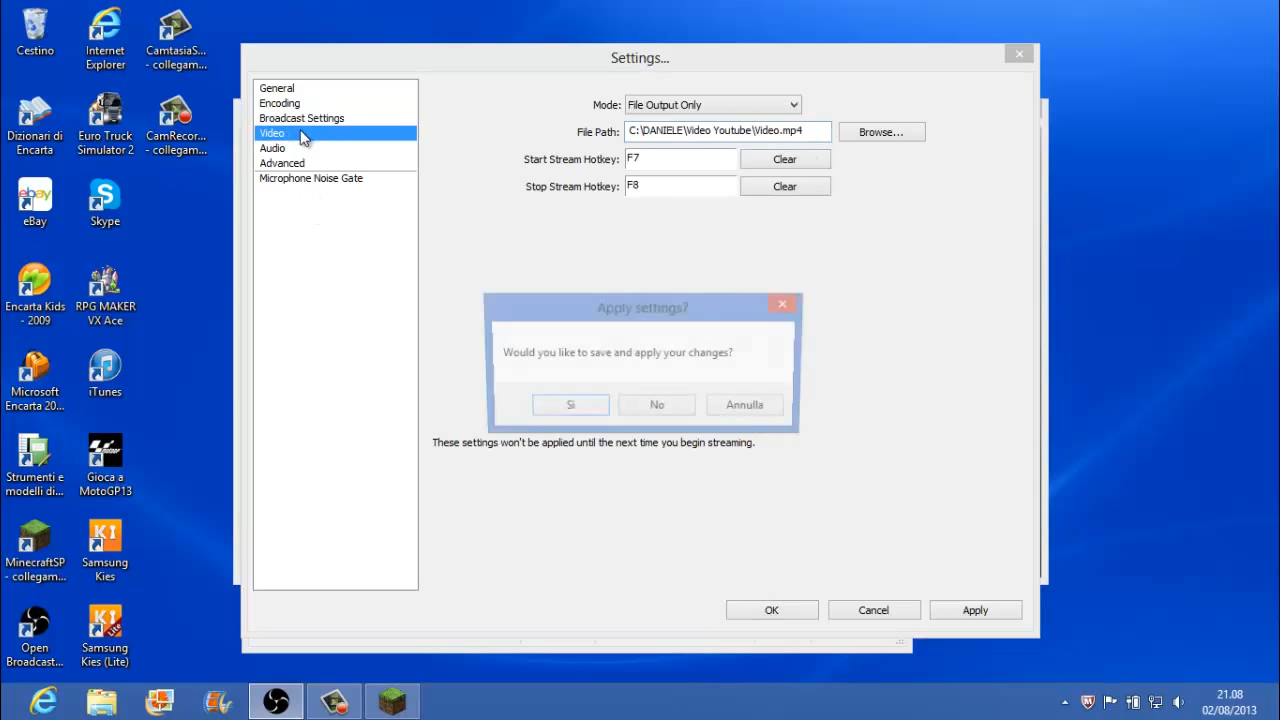 Cestino
Internet
Explorer
CamtasiaS...
- collegam...
Dizionari di
Encarta
Euro Truck
Simulator 2
CamRecor...
- collegam...
ebay
eBay
Skype
Encarta Kids
- 2009
RPG MAKER
VX Ace
Microsoft
Encarta 20...
iTunes
Strumenti e
modelli di...
Gioca a
MotoGP13
MinecraftSP
- collegam...
KI
Samsung
Kies
Open
Broadcast...
KI
Samsung
Kies (Lite)
Settings...
General
Encoding
Broadcast Settings
Video
Audio
Advanced
Microphone Noise Gate
Mode: File Output Only
File Path: C:\DANIELE\Video Youtube\Video.mp4 Browse...
Start Stream Hotkey: F7 Clear
Stop Stream Hotkey: F8 Clear
Apply settings?
Would you like to save and apply your changes?
Sì No Annulla
These settings won't be applied until the next time you begin streaming.
OK Cancel Apply
21.08
02/08/2013